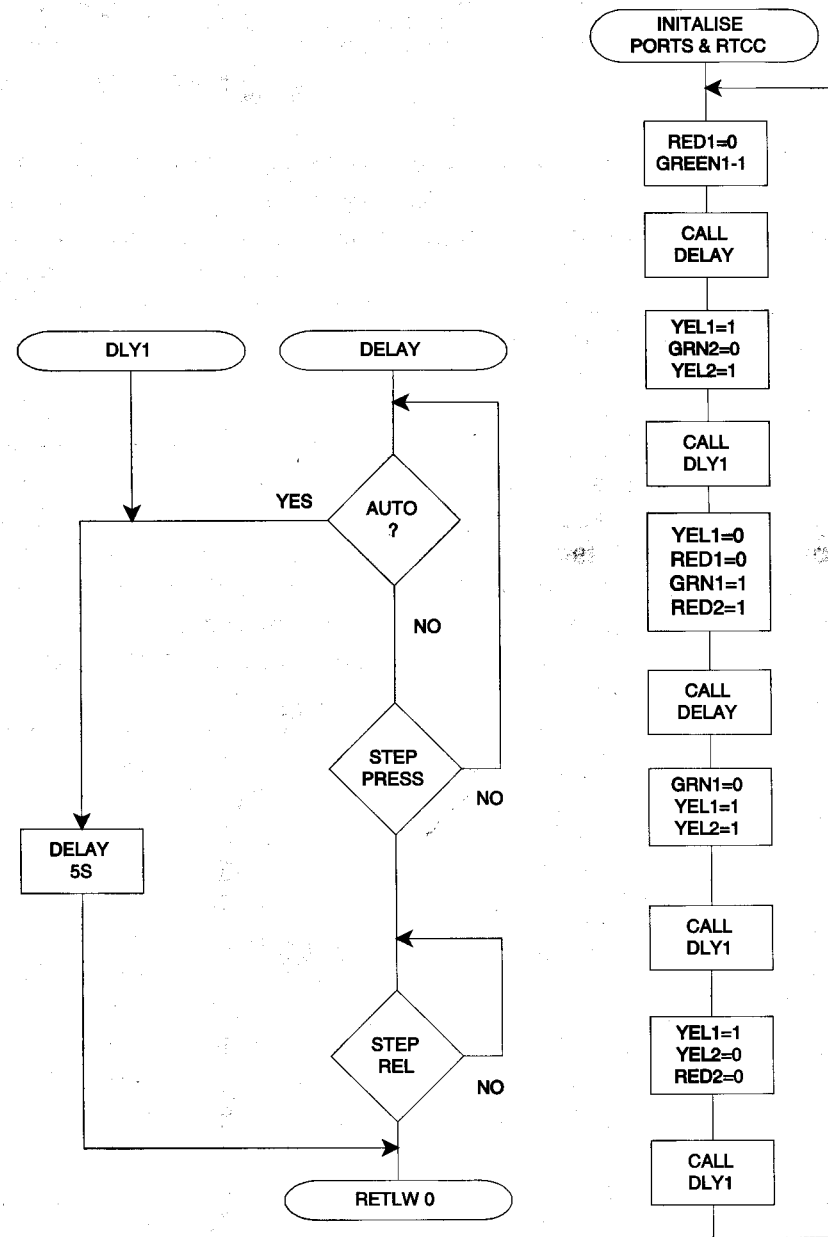 INITALISE
PORTS & RTCC
RED1=0
GREEN1-1
CALL
DELAY
YEL1=1
GRN2=0
YEL2=1
CALL
DLY1
YEL1=0
RED1=0
GRN1=1
RED2=1
CALL
DELAY
GRN1=0
YEL1=1
YEL2=1
CALL
DLY1
YEL1=1
YEL2=0
RED2=0
CALL
DLY1
DLY1
DELAY
YES
AUTO
?
NO
STEP
PRESS
NO
DELAY
5S
STEP
REL
NO
RETLW 0